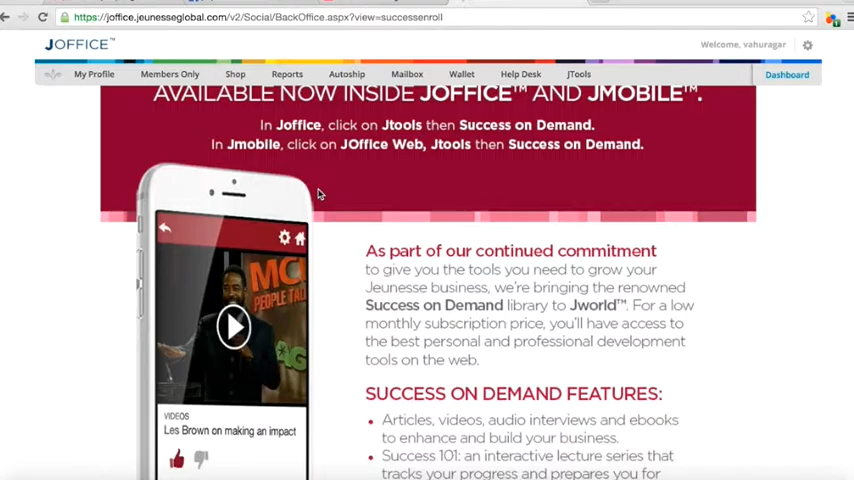 https://joffice.jeunesseglobal.com/v2/Social/BackOffice.aspx?view=successenroll
JOFFICE™
Welcome, vahuragar
My Profile Members Only Shop Reports Autoship Mailbox Wallet Help Desk JTools Dashboard
AVAILABLE NOW INSIDE JOFFICE™ AND JMOBILE™.
In Joffice, click on Jtools then Success on Demand.
In Jmobile, click on JOffice Web, Jtools then Success on Demand.
As part of our continued commitment
to give you the tools you need to grow your
Jeunesse business, we're bringing the renowned
Success on Demand library to Jworld™. For a low
monthly subscription price, you'll have access to
the best personal and professional development
tools on the web.
SUCCESS ON DEMAND FEATURES:
• Articles, videos, audio interviews and ebooks
to enhance and build your business.
• Success 101: an interactive lecture series that
tracks your progress and prepares you for
PEOPLE
VIDEOS
Les Brown on making an impact